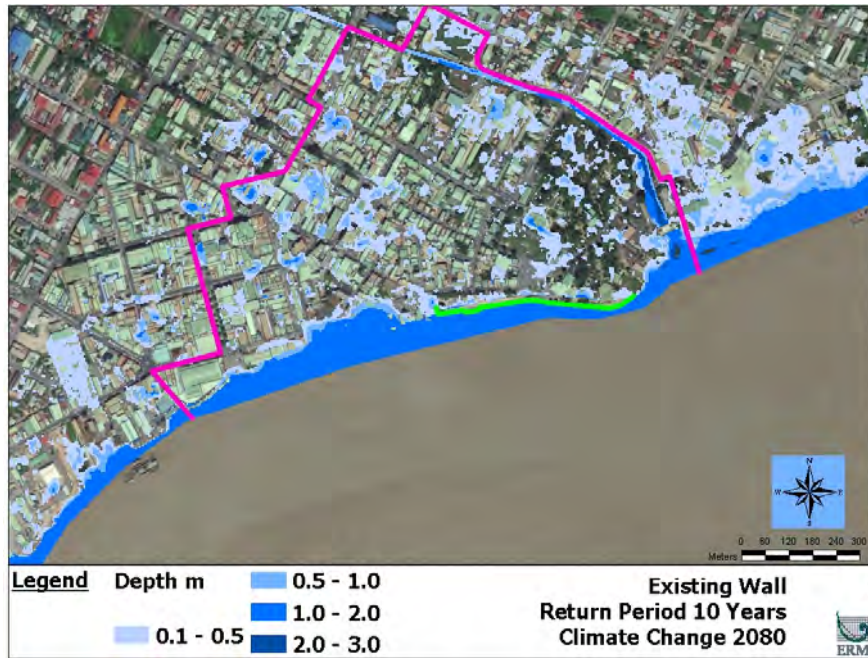 N
W E
S
0 60 120 180 240 300
Meters
Legend Depth m
0.1 - 0.5
0.5 - 1.0
1.0 - 2.0
2.0 - 3.0
Existing Wall
Return Period 10 Years
Climate Change 2080
ERM